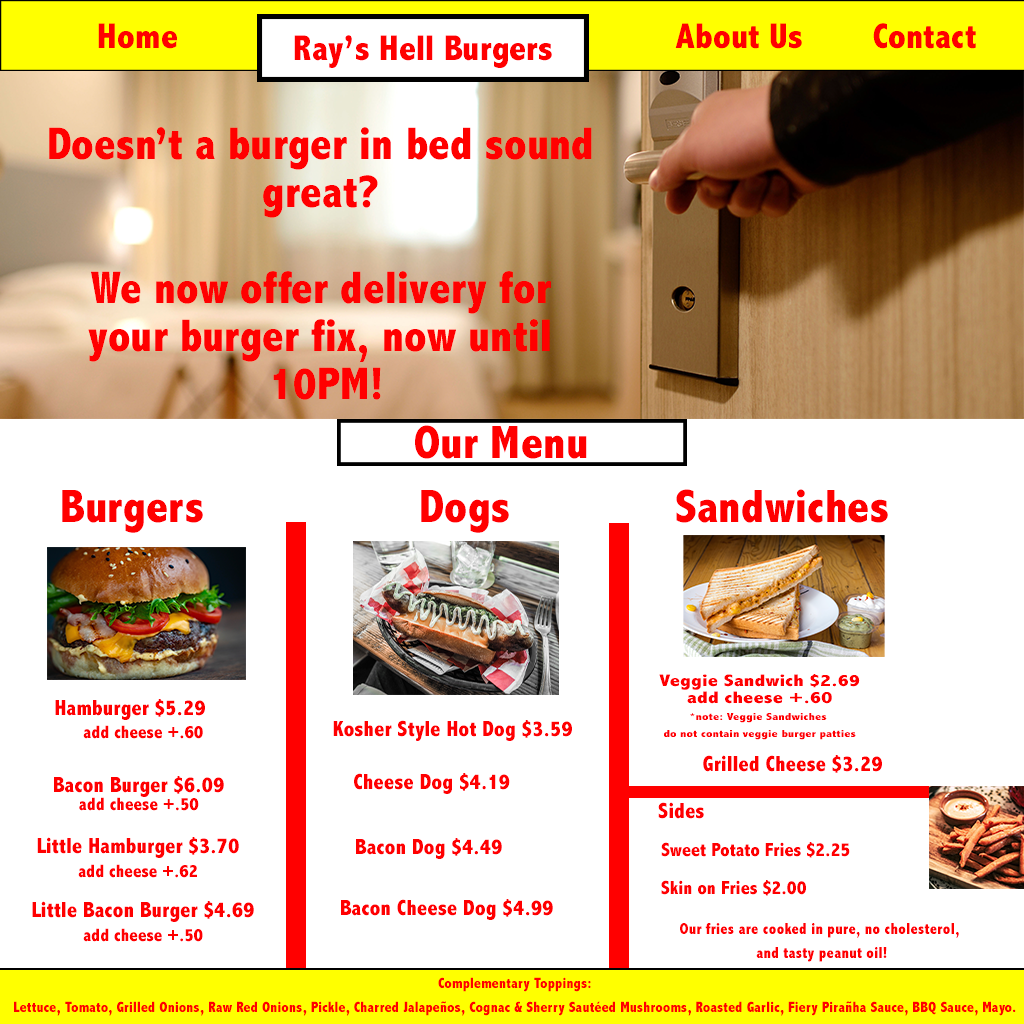 Home
Ray's Hell Burgers
About Us
Contact
Doesn't a burger in bed sound
great?
We now offer delivery for
your burger fix, now until
10PM!
Our Menu
Burgers
Hamburger $5.29
add cheese +.60
Bacon Burger $6.09
add cheese +.50
Little Hamburger $3.70
add cheese +.62
Little Bacon Burger $4.69
add cheese +.50
Dogs
Kosher Style Hot Dog $3.59
Cheese Dog $4.19
Bacon Dog $4.49
Bacon Cheese Dog $4.99
Sandwiches
Veggie Sandwich $2.69
add cheese +.60
*note: Veggie Sandwiches
do not contain veggie burger patties
Grilled Cheese $3.29
Sides
Sweet Potato Fries $2.25
Skin on Fries $2.00
Our fries are cooked in pure, no cholesterol,
and tasty peanut oil!
Complementary Toppings:
Lettuce, Tomato, Grilled Onions, Raw Red Onions, Pickle, Charred Jalapeños, Cognac & Sherry Sautéed Mushrooms, Roasted Garlic, Fiery Pirañha Sauce, BBQ Sauce, Mayo.